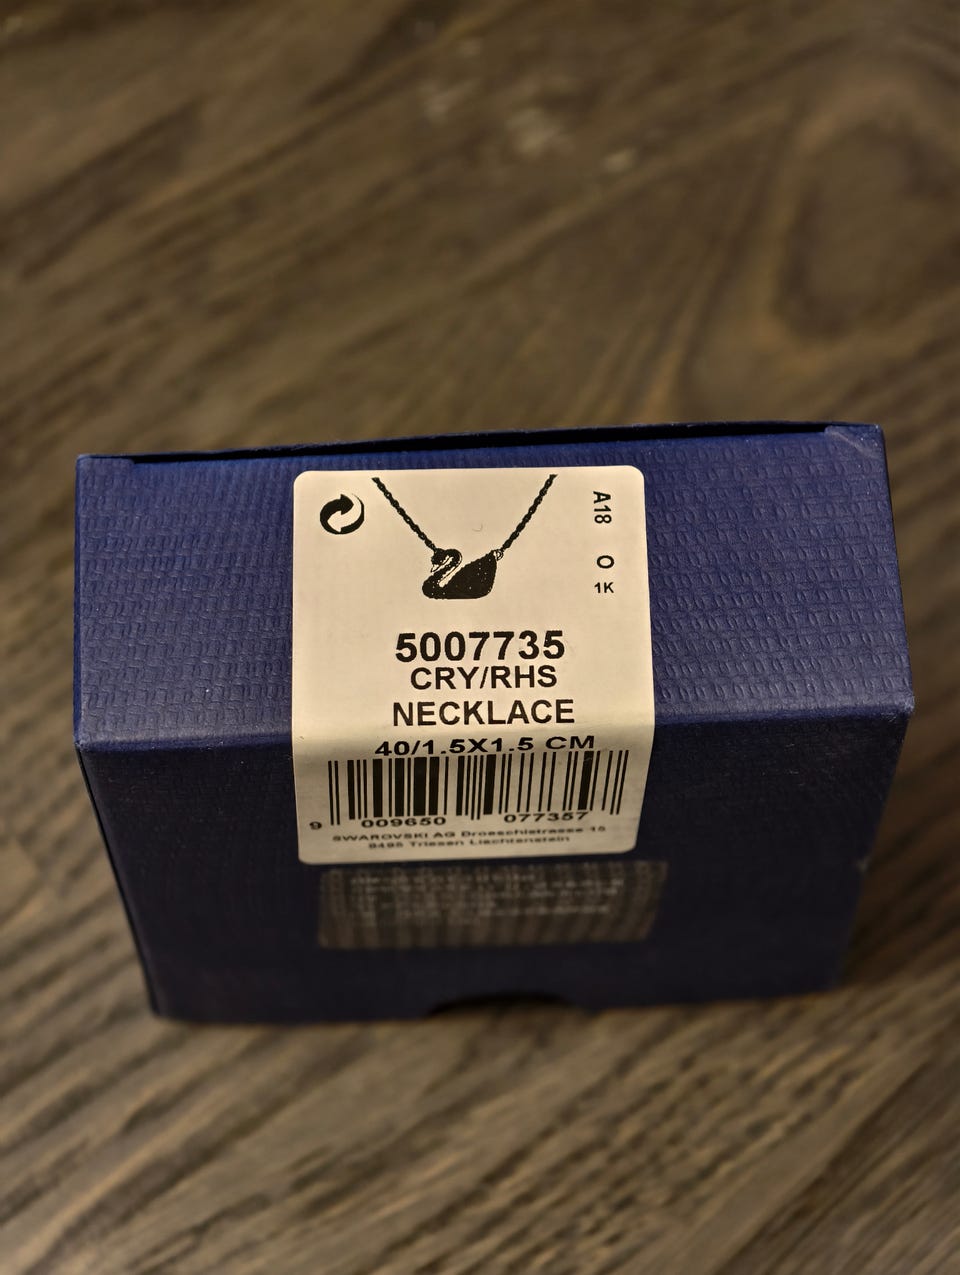 A18 O 1K
5007735
CRY/RHS
NECKLACE
40/1.5X1.5 CM
9 009650 077357
SWAROVSKI AG Droeschistrasse 15
9495 Triesen Liechtenstein